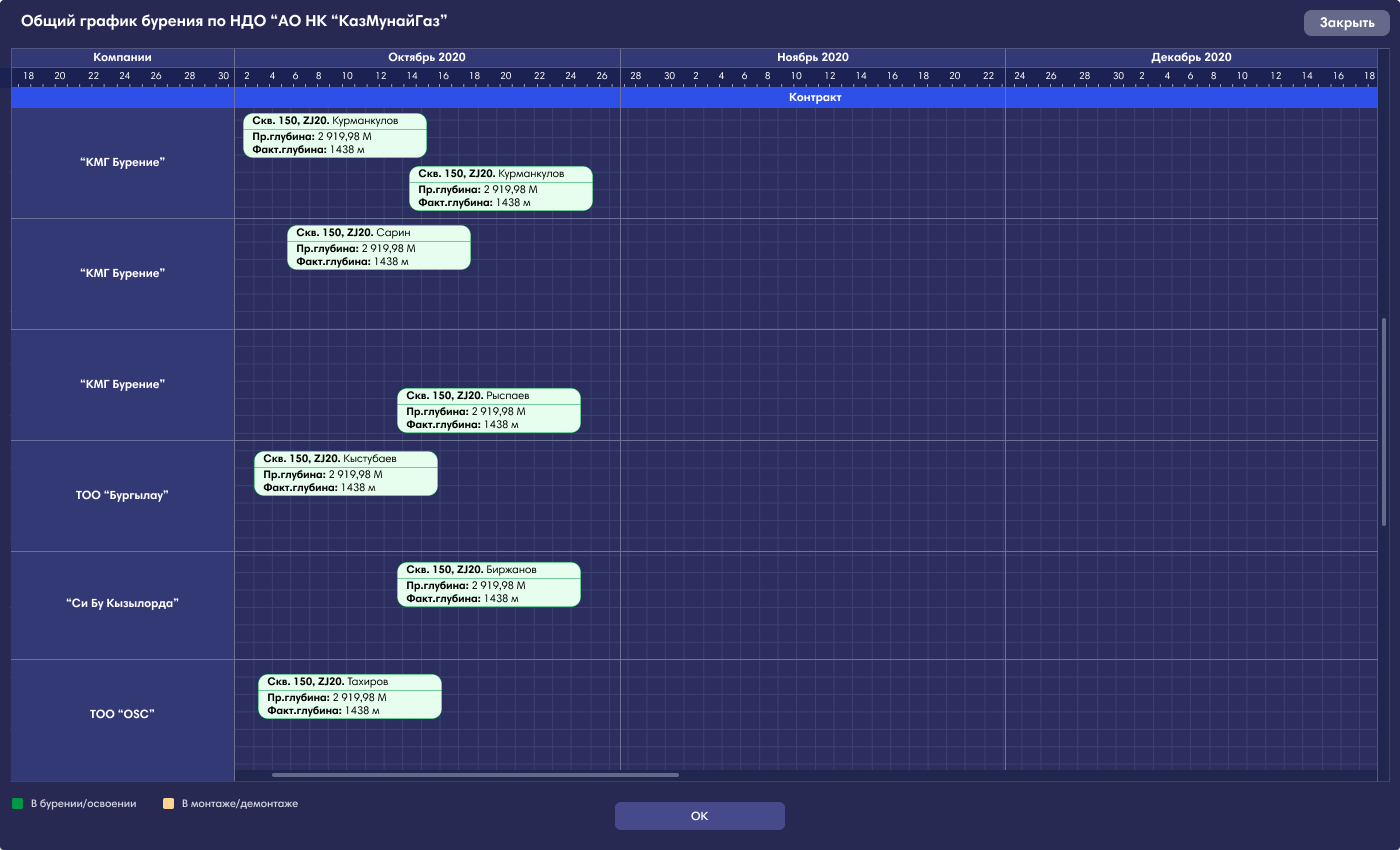 Общий график бурения по НДО “АО НК “КазМунайГаз”
Закрыть
Компании Октябрь 2020 Ноябрь 2020 Декабрь 2020
18 20 22 24 26 28 30 2 4 6 8 10 12 14 16 18 20 22 24 26 28 30 2 4 6 8 10 12 14 16 18 20 22 24 26 28 30 2 4 6 8 10 12 14 16 18
Контракт
“КМГ Бурение”
Скв. 150, ZJ20. Курманкулов
Пр.глубина: 2 919,98 М
Факт.глубина: 1438 м
Скв. 150, ZJ20. Курманкулов
Пр.глубина: 2 919,98 М
Факт.глубина: 1438 м
“КМГ Бурение”
Скв. 150, ZJ20. Сарин
Пр.глубина: 2 919,98 М
Факт.глубина: 1438 м
“КМГ Бурение”
Скв. 150, ZJ20. Рыспаев
Пр.глубина: 2 919,98 М
Факт.глубина: 1438 м
ТОО “Бургылау”
Скв. 150, ZJ20. Кыстубаев
Пр.глубина: 2 919,98 М
Факт.глубина: 1438 м
“Си Бу Кызылорда”
Скв. 150, ZJ20. Биржанов
Пр.глубина: 2 919,98 М
Факт.глубина: 1438 м
ТОО “OSC”
Скв. 150, ZJ20. Тахиров
Пр.глубина: 2 919,98 М
Факт.глубина: 1438 м
В бурении/освоении
В монтаже/демонтаже
ОК